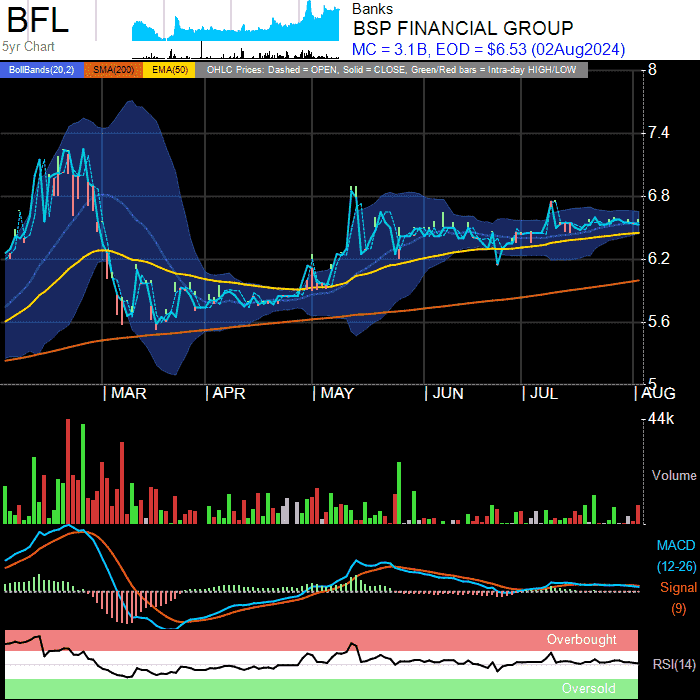 BFL
5yr Chart
Banks
BSP FINANCIAL GROUP
MC = 3.1B, EOD = $6.53 (02Aug2024)
BollBands(20,2) SMA(200) EMA(50) OHLC Prices: Dashed = OPEN, Solid = CLOSE, Green/Red bars = Intra-day HIGH/LOW
8
7.4
6.8
6.2
5.6
5
MAR APR MAY JUN JUL AUG
44k
Volume
MACD
(12-26)
Signal
(9)
Overbought
RSI(14)
Oversold